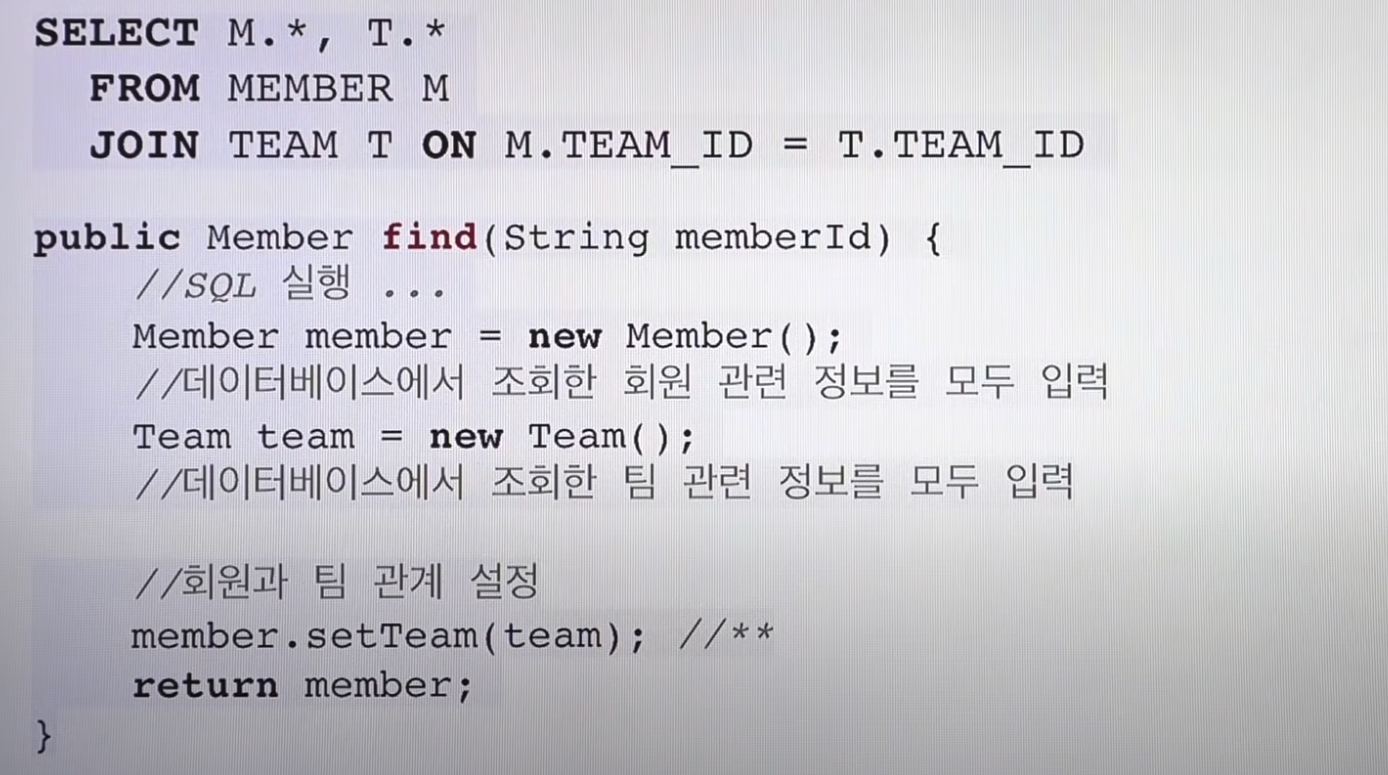 SELECT M.*, T.*
FROM MEMBER M
JOIN TEAM T ON M.TEAM_ID = T.TEAM_ID
public Member find(String memberId) {
//SQL 실행 ...
Member member = new Member();
//데이터베이스에서 조회한 회원 관련 정보를 모두 입력
Team team = new Team();
//데이터베이스에서 조회한 팀 관련 정보를 모두 입력
//회원과 팀 관계 설정
member.setTeam(team); //**
return member;
}